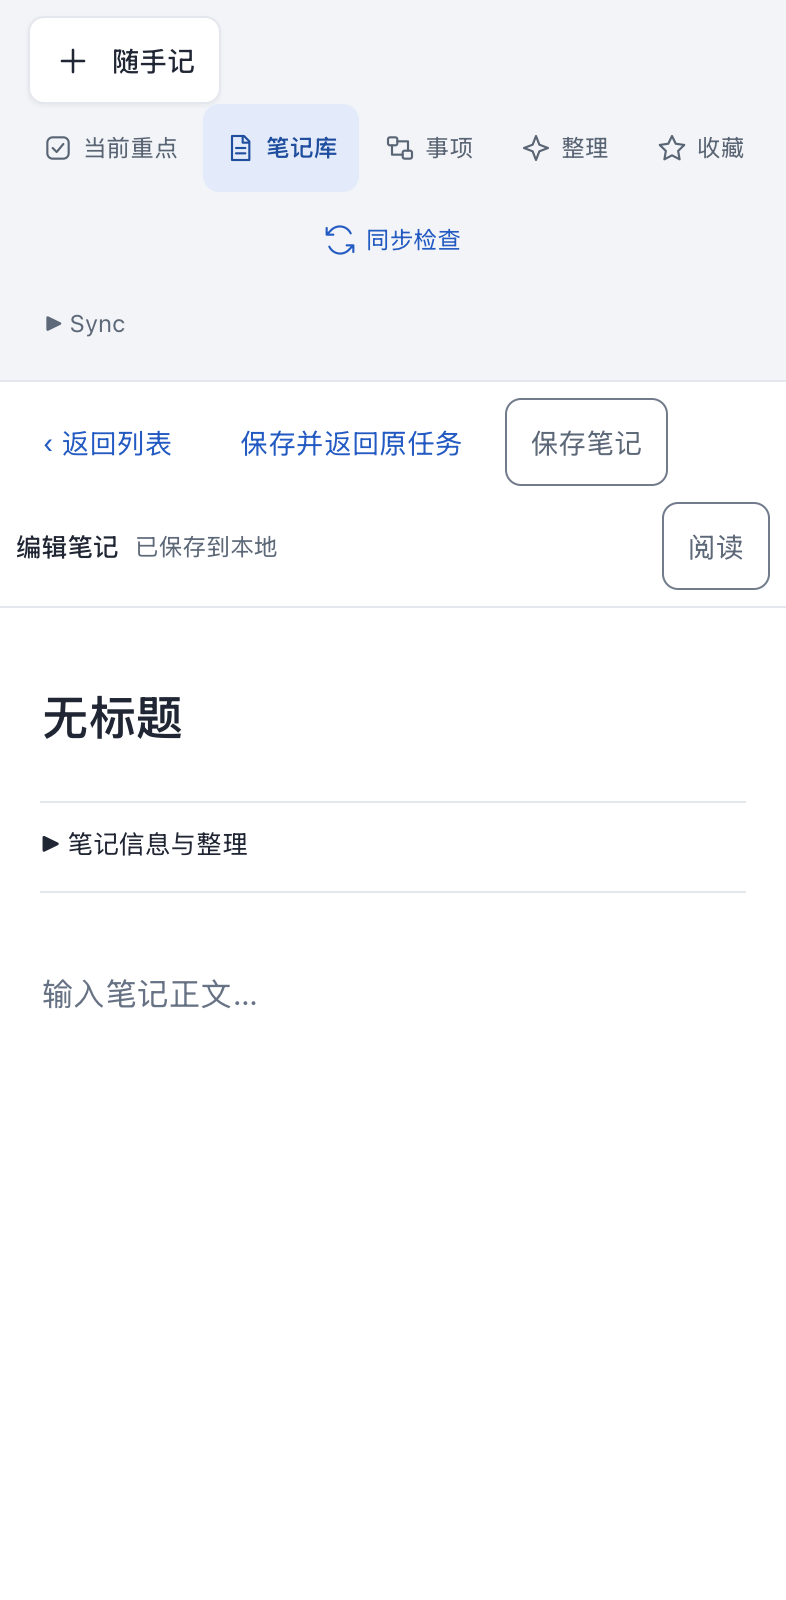 随手记
当前重点 笔记库 事项 整理 收藏
同步检查
Sync
‹ 返回列表 保存并返回原任务 保存笔记
编辑笔记 已保存到本地 阅读
无标题
笔记信息与整理
输入笔记正文...